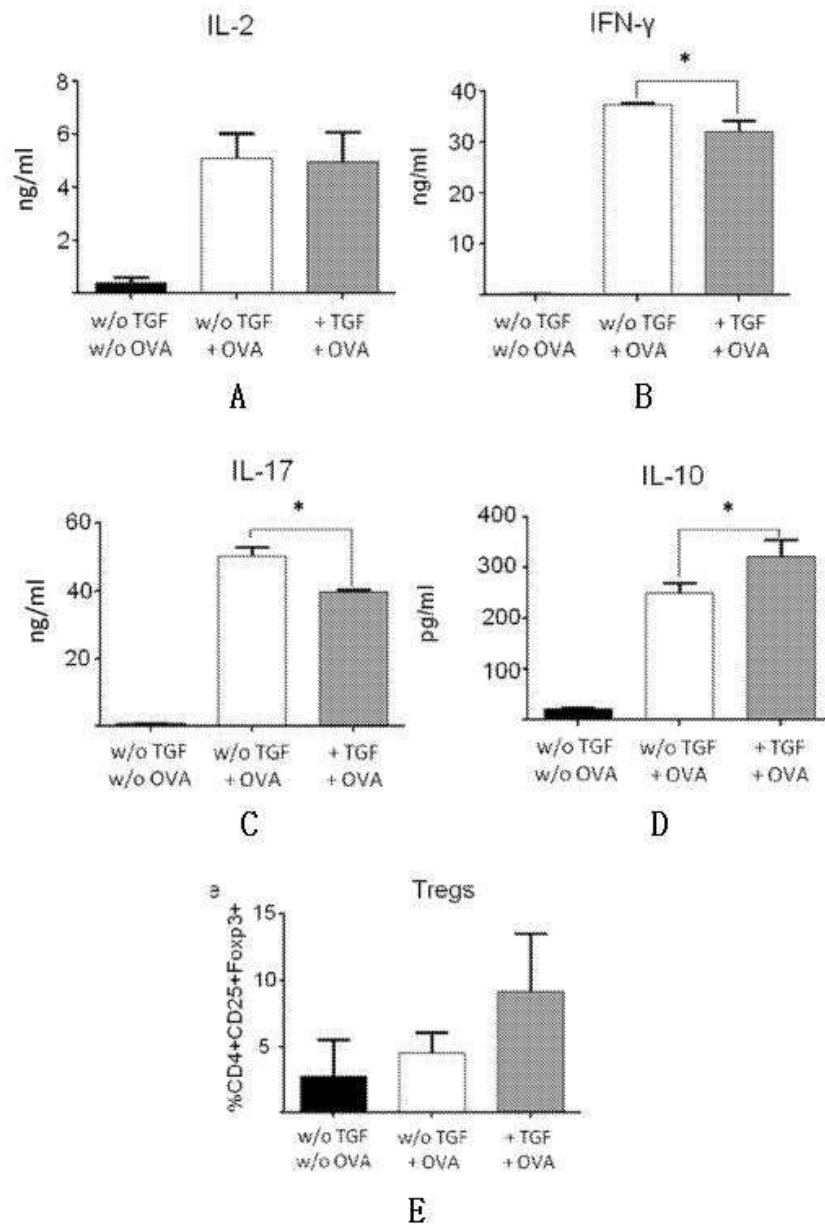 IL-2
IFN-γ
8
6
4
2
ng/ml
w/o TGF w/o TGF + TGF
w/o OVA + OVA + OVA
A
*
40
30
20
10
ng/ml
w/o TGF w/o TGF + TGF
w/o OVA + OVA + OVA
B
IL-17
*
60
40
20
ng/ml
w/o TGF w/o TGF + TGF
w/o OVA + OVA + OVA
C
IL-10
*
400
300
200
100
pg/ml
w/o TGF w/o TGF + TGF
w/o OVA + OVA + OVA
D
e
Tregs
15
10
5
%CD4+CD25+Foxp3+
w/o TGF w/o TGF + TGF
w/o OVA + OVA + OVA
E